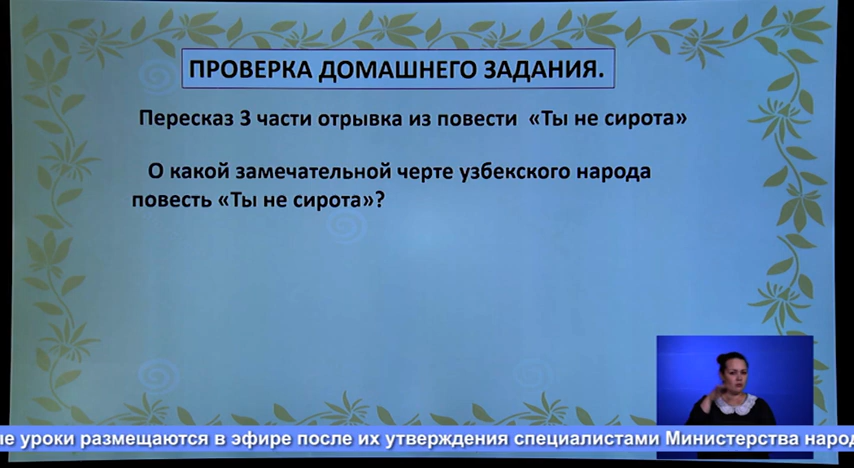 ПРОВЕРКА ДОМАШНЕГО ЗАДАНИЯ.
Пересказ 3 части отрывка из повести «Ты не сирота»
О какой замечательной черте узбекского народа
повесть «Ты не сирота»?
уроки размещаются в эфире после их утверждения специалистами Министерства